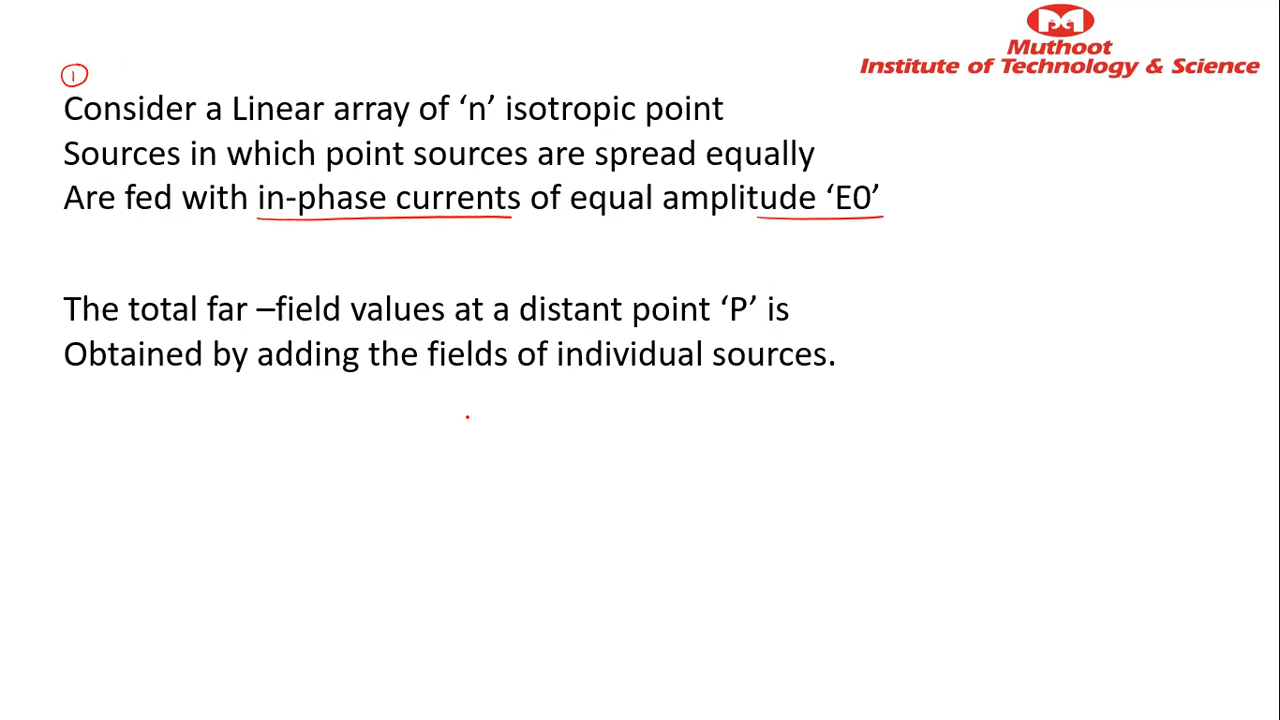 Muthoot
Institute of Technology & Science
1
Consider a Linear array of ‘n’ isotropic point
Sources in which point sources are spread equally
Are fed with in-phase currents of equal amplitude ‘E0’
The total far –field values at a distant point ‘P’ is
Obtained by adding the fields of individual sources.